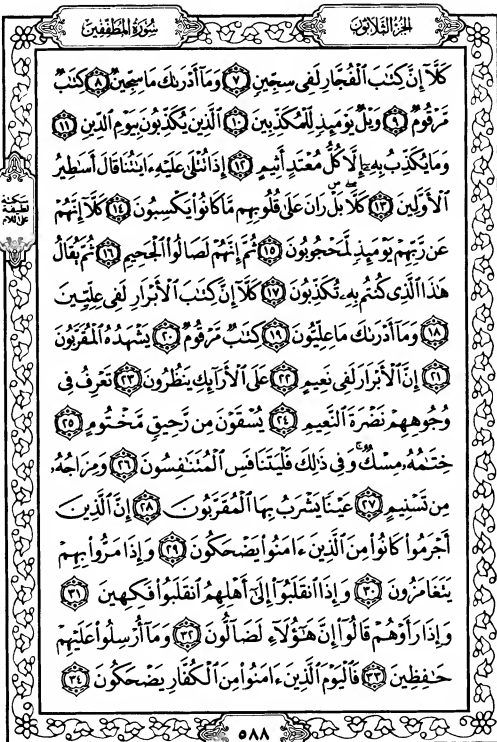 الجزء الثلاثون
سورة المطففين
كَلَّآ إِنَّ كِتَٰبَ ٱلْفُجَّارِ لَفِى سِجِّينٍ ٧ وَمَآ أَدْرَىٰكَ مَا سِجِّينٌ ٨ كِتَٰبٌ
مَّرْقُومٌ ٩ وَيْلٌ يَوْمَئِذٍ لِّلْمُكَذِّبِينَ ١٠ ٱلَّذِينَ يُكَذِّبُونَ بِيَوْمِ ٱلدِّينِ ١١
وَمَا يُكَذِّبُ بِهِۦٓ إِلَّا كُلُّ مُعْتَدٍ أَثِيمٍ ١٢ إِذَا تُتْلَىٰ عَلَيْهِ ءَايَٰتُنَا قَالَ أَسَٰطِيرُ
ٱلْأَوَّلِينَ ١٣ كَلَّا ۖ بَلْ ۜ رَانَ عَلَىٰ قُلُوبِهِم مَّا كَانُوا۟ يَكْسِبُونَ ١٤ كَلَّآ إِنَّهُمْ
عَن رَّبِّهِمْ يَوْمَئِذٍ لَّمَحْجُوبُونَ ١٥ ثُمَّ إِنَّهُمْ لَصَالُوا۟ ٱلْجَحِيمِ ١٦ ثُمَّ يُقَالُ
هَٰذَا ٱلَّذِى كُنتُم بِهِۦ تُكَذِّبُونَ ١٧ كَلَّآ إِنَّ كِتَٰبَ ٱلْأَبْرَارِ لَفِى عِلِّيِّينَ
١٨ وَمَآ أَدْرَىٰكَ مَا عِلِّيُّونَ ١٩ كِتَٰبٌ مَّرْقُومٌ ٢٠ يَشْهَدُهُ ٱلْمُقَرَّبُونَ
٢١ إِنَّ ٱلْأَبْرَارَ لَفِى نَعِيمٍ ٢٢ عَلَى ٱلْأَرَآئِكِ يَنظُرُونَ ٢٣ تَعْرِفُ فِى
وُجُوهِهِمْ نَضْرَةَ ٱلنَّعِيمِ ٢٤ يُسْقَوْنَ مِن رَّحِيقٍ مَّخْتُومٍ ٢٥
خِتَٰمُهُۥ مِسْكٌ ۚ وَفِى ذَٰلِكَ فَلْيَتَنَافَسِ ٱلْمُتَنَٰفِسُونَ ٢٦ وَمِزَاجُهُۥ
مِن تَسْنِيمٍ ٢٧ عَيْنًا يَشْرَبُ بِهَا ٱلْمُقَرَّبُونَ ٢٨ إِنَّ ٱلَّذِينَ
أَجْرَمُوا۟ كَانُوا۟ مِنَ ٱلَّذِينَ ءَامَنُوا۟ يَضْحَكُونَ ٢٩ وَإِذَا مَرُّوا۟ بِهِمْ
يَتَغَامَزُونَ ٣٠ وَإِذَا ٱنقَلَبُوٓا۟ إِلَىٰٓ أَهْلِهِمُ ٱنقَلَبُوا۟ فَكِهِينَ ٣١
وَإِذَا رَأَوْهُمْ قَالُوٓا۟ إِنَّ هَٰٓؤُلَآءِ لَضَآلُّونَ ٣٢ وَمَآ أُرْسِلُوا۟ عَلَيْهِمْ
حَٰفِظِينَ ٣٣ فَٱلْيَوْمَ ٱلَّذِينَ ءَامَنُوا۟ مِنَ ٱلْكُفَّارِ يَضْحَكُونَ ٣٤
سكتة
لطيفة
على اللام
٥٨٨